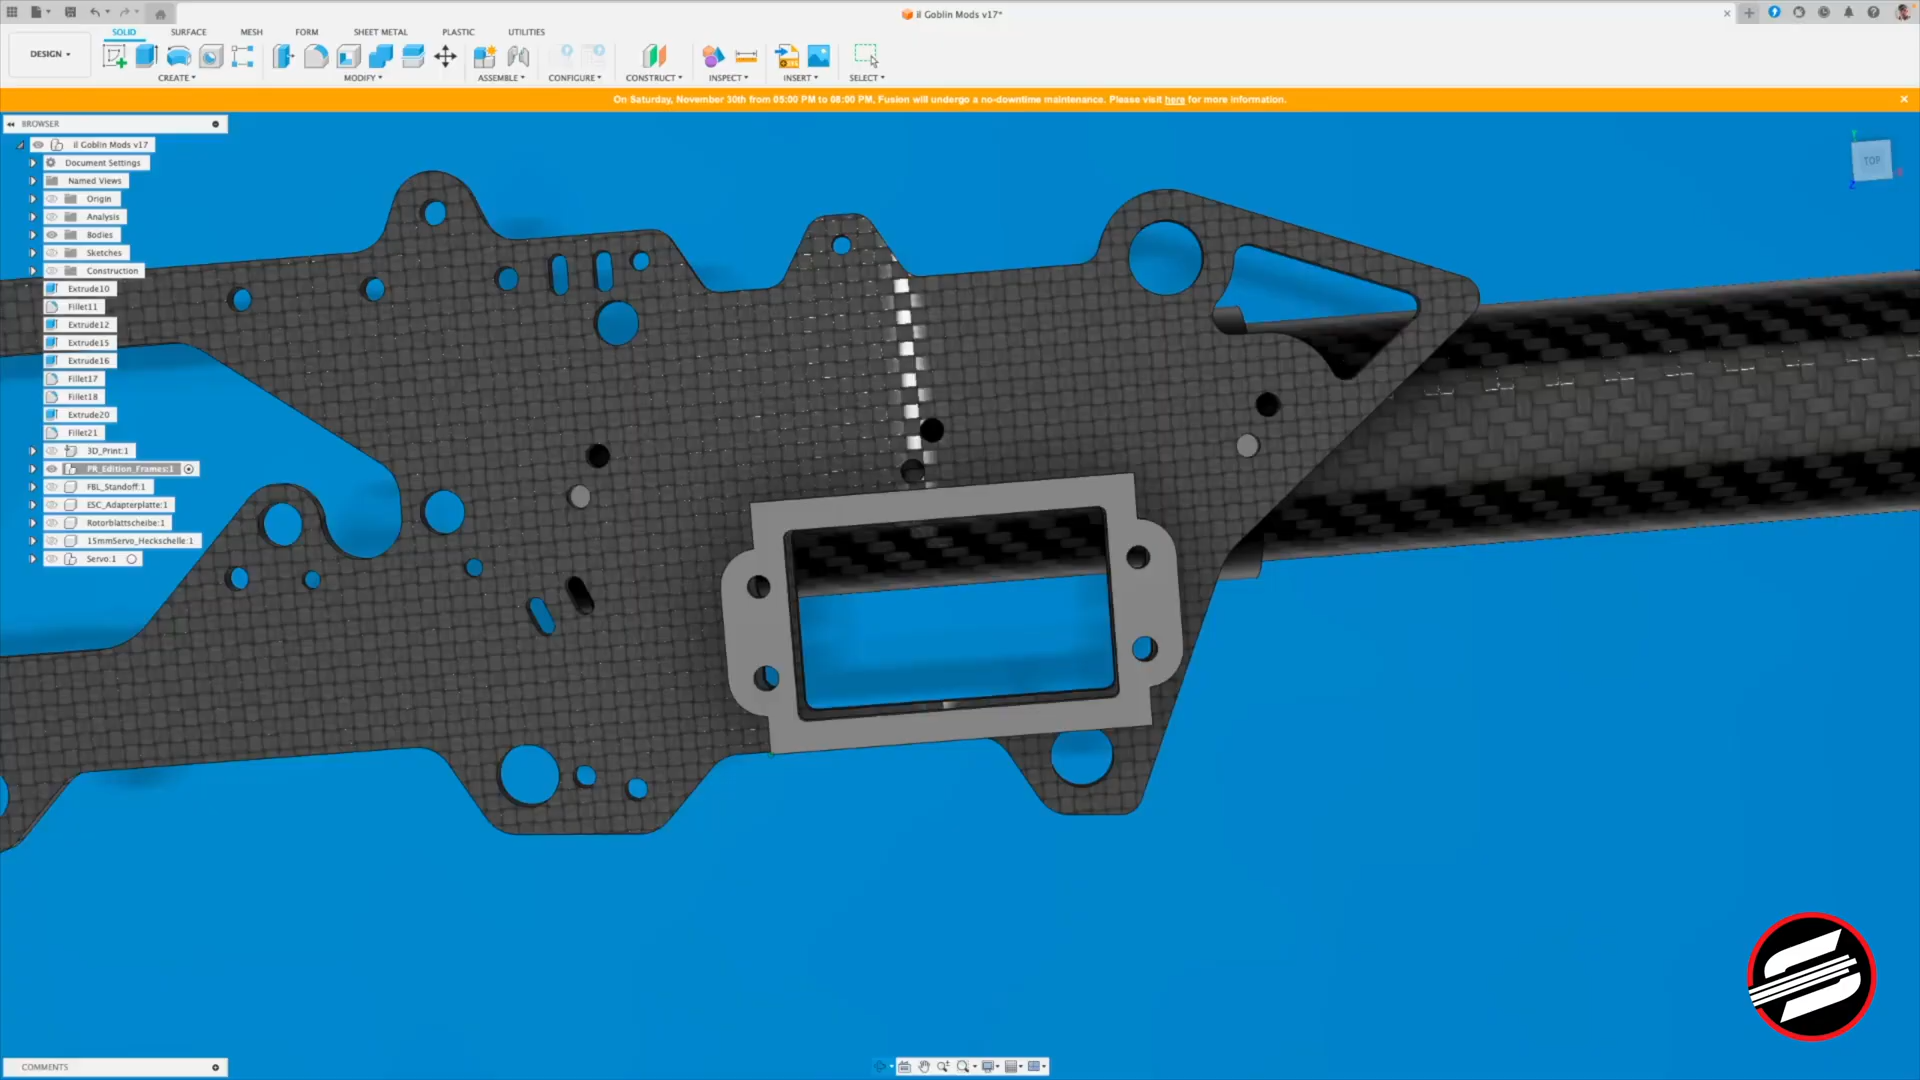 il Goblin Mods v17*
SOLID SURFACE MESH FORM SHEET METAL PLASTIC UTILITIES
DESIGN
CREATE MODIFY ASSEMBLE CONFIGURE CONSTRUCT INSPECT INSERT SELECT
On Saturday, November 30th from 05:00 PM to 08:00 PM, Fusion will undergo a no-downtime maintenance. Please visit here for more information.
BROWSER
il Goblin Mods v17
Document Settings
Named Views
Origin
Analysis
Bodies
Sketches
Construction
Extrude10
Fillet11
Extrude12
Extrude15
Extrude16
Fillet17
Fillet18
Extrude20
Fillet21
3D_Print:1
PR_Edition_Frames:1
FBL_Standoff:1
ESC_Adapterplatte:1
Rotorblattscheibe:1
15mmServo_Heckschelle:1
Servo:1
TOP
Z
COMMENTS